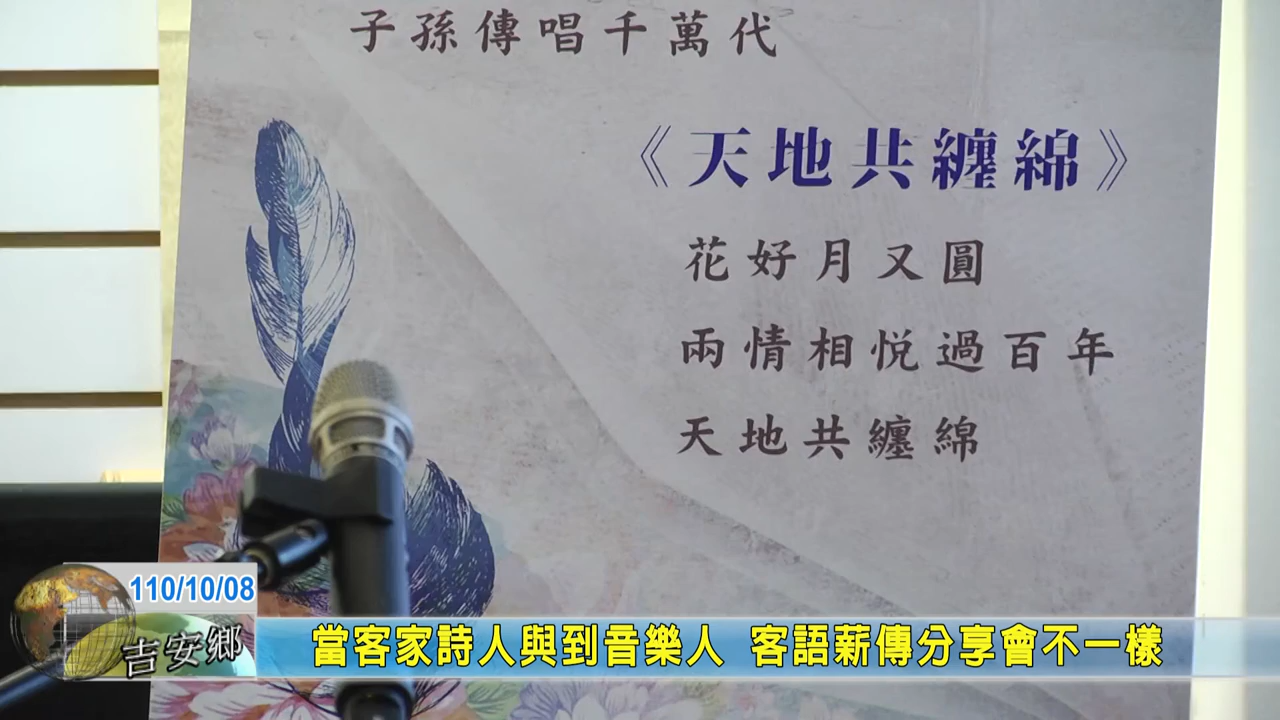 子孫傳唱千萬代
《天地共纏綿》
花好月又圓
兩情相悅過百年
天地共纏綿
110/10/08
吉安鄉
當客家詩人與到音樂人 客語薪傳分享會不一樣